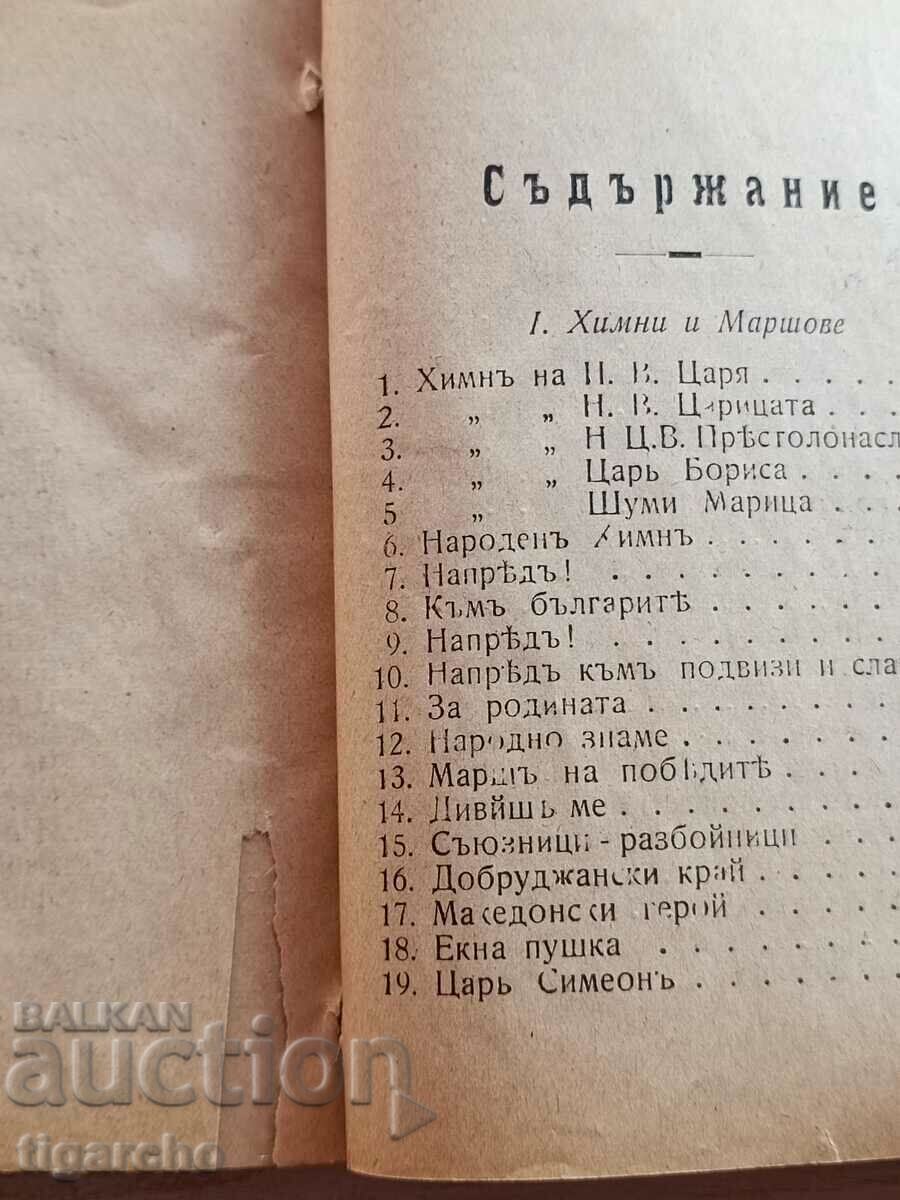 Съдържание
I. Химни и Маршове
1. Химнъ на Н. В. Царя . . . . .
2. „ „ Н. В. Царицата . . .
3. „ „ Н Ц.В. Прѣстолонасл
4. „ „ Царь Бориса . . . .
5 „ Шуми Марица . . .
6. Народенъ Химнъ . . . . . .
7. Напрѣдъ! . . . . . . . . .
8. Къмъ българитѣ . . . . . .
9. Напрѣдъ! . . . . . . . . .
10. Напрѣдъ къмъ подвизи и сла
11. За родината . . . . . . . .
12. Народно знаме . . . . . . .
13. Маршъ на побѣдитѣ . . . .
14. ме . . . . . . . . .
15. Съюзници - разбойници . . . .
16. Добруджански край . . . . .
17. Македонски герой . . . . .
18. Екна пушка . . . . . . . .
19. Царь Симеонъ . . . . . . .
BALKAN
auction
tigarcho